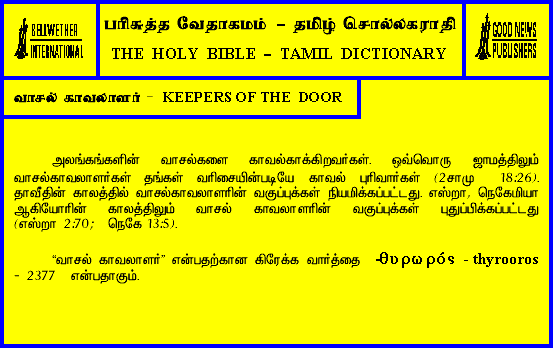 BELLWETHER
INTERNATIONAL
பரிசுத்த வேதாகமம் - தமிழ் சொல்லகராதி
THE HOLY BIBLE - TAMIL DICTIONARY
GOOD NEWS
PUBLISHERS
வாசல் காவலாளர் - KEEPERS OF THE DOOR
அலங்கங்களின் வாசல்களை காவல்காக்கிறவர்கள். ஒவ்வொரு ஜாமத்திலும்
வாசல்காவலாளர்கள் தங்கள் வரிசையின்படியே காவல் புரிவார்கள் (2சாமு 18:26).
தாவீதின் காலத்தில் வாசல்காவலாளரின் வகுப்புக்கள் நியமிக்கப்பட்டது. எஸ்றா, நெகேமியா
ஆகியோரின் காலத்திலும் வாசல் காவலாளரின் வகுப்புக்கள் புதுப்பிக்கப்பட்டது
(எஸ்றா 2:70; நெகே 13:5).
“வாசல் காவலாளர்” என்பதற்கான கிரேக்க வார்த்தை -θυρωρός - thyrooros
- 2377 என்பதாகும்.